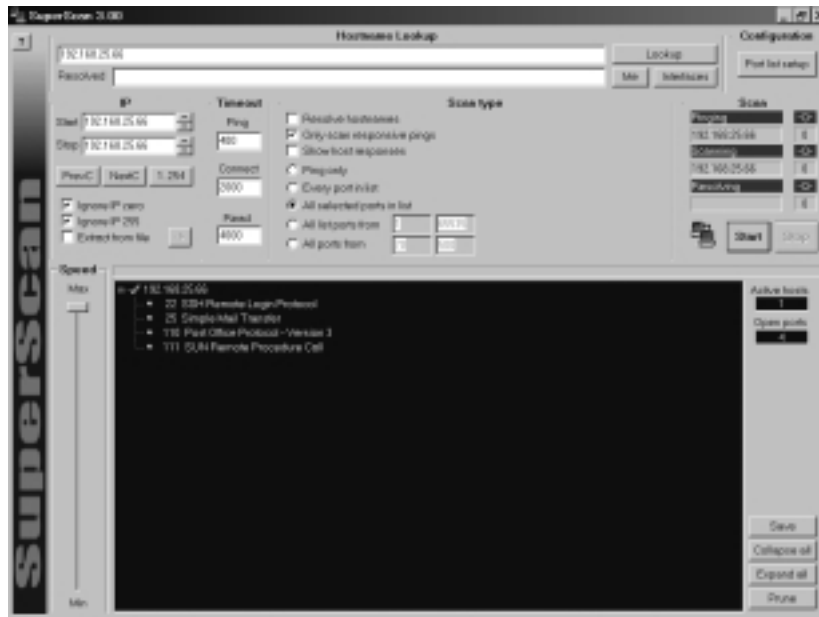 SuperScan 3.00
Hostname Lookup
Configuration
192.168.25.66
Lookup
Port list setup
Resolved
Me
Interfaces
IP
Timeout
Scan type
Scan
Start 192.168.25.66
Stop 192.168.25.66
PrevC
NextC
1..254
Ignore IP zero
Ignore IP 255
Extract from file
Ping
400
Connect
2000
Read
4000
Resolve hostnames
Only scan responsive pings
Show host responses
Ping only
Every port in list
All selected ports in list
All list ports from
All ports from
Pinging
192.168.25.66
0
Scanning
192.168.25.66
0
Resolving
0
Start
Stop
Speed
Max
Min
192.168.25.66
22 SSH Remote Login Protocol
25 Simple Mail Transfer
110 Post Office Protocol - Version 3
111 SUN Remote Procedure Call
Active hosts
1
Open ports
4
Save
Collapse all
Expand all
Prune
SuperScan